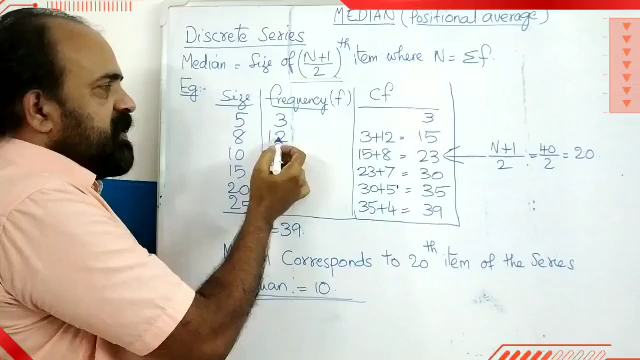 MEDIAN (Positional average)
Discrete Series
Median = Size of (N+1/2)th item where N = Σf.
Eg:-
Size frequency(f) Cf
5 3 3
8 12 3+12 = 15
10 15+8 = 23 N+1/2 = 40/2 = 20
15 23+7 = 30
20 30+5 = 35
25 35+4 = 39
= 39.
Corresponds to 20th item of the Series
= 10.